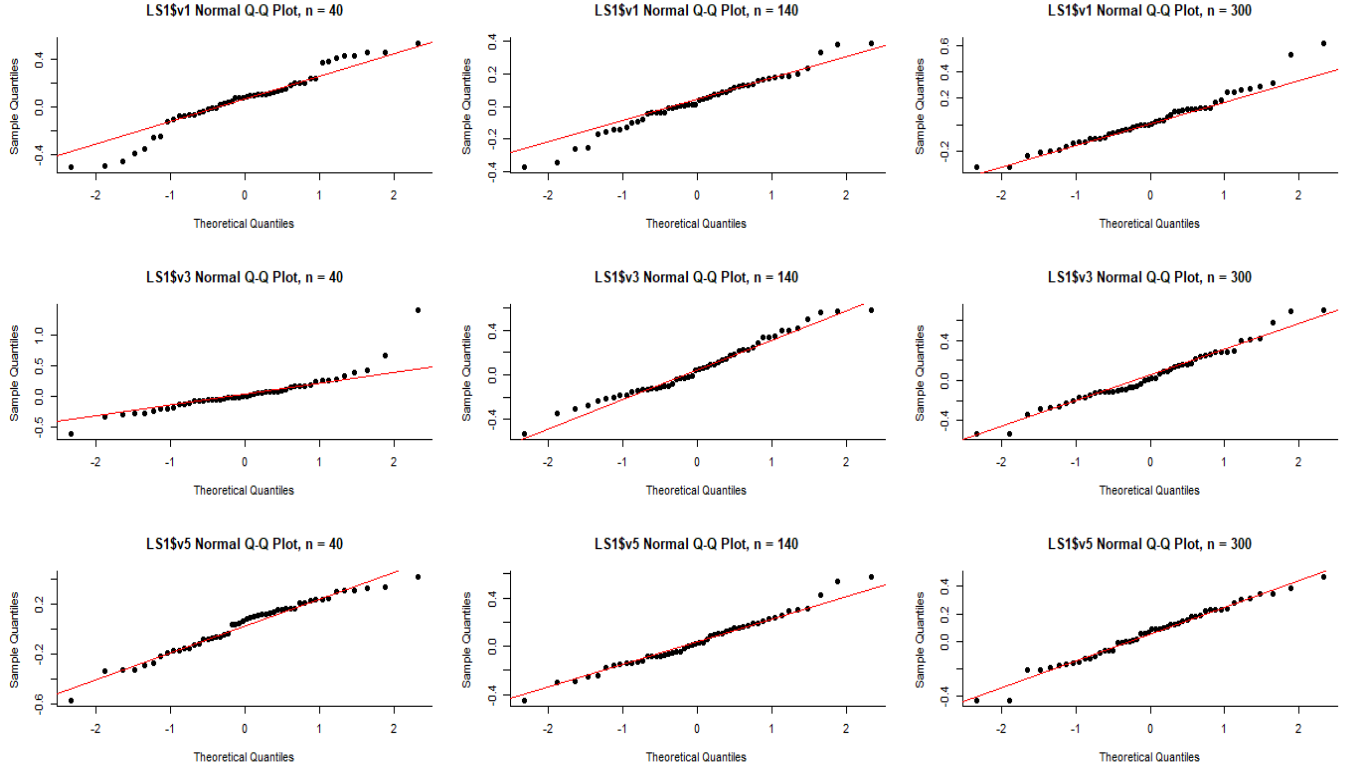 LS1$v1 Normal Q-Q Plot, n = 40
Sample Quantiles
-0.4
0.0
0.4
-2
-1
0
1
2
Theoretical Quantiles
LS1$v1 Normal Q-Q Plot, n = 140
Sample Quantiles
-0.4
-0.2
0.0
0.2
0.4
-2
-1
0
1
2
Theoretical Quantiles
LS1$v1 Normal Q-Q Plot, n = 300
Sample Quantiles
-0.2
0.2
0.4
0.6
-2
-1
0
1
2
Theoretical Quantiles
LS1$v3 Normal Q-Q Plot, n = 40
Sample Quantiles
-0.5
0.0
0.5
1.0
-2
-1
0
1
2
Theoretical Quantiles
LS1$v3 Normal Q-Q Plot, n = 140
Sample Quantiles
-0.4
0.0
0.4
-2
-1
0
1
2
Theoretical Quantiles
LS1$v3 Normal Q-Q Plot, n = 300
Sample Quantiles
-0.4
0.0
0.4
-2
-1
0
1
2
Theoretical Quantiles
LS1$v5 Normal Q-Q Plot, n = 40
Sample Quantiles
-0.6
-0.2
0.2
-2
-1
0
1
2
Theoretical Quantiles
LS1$v5 Normal Q-Q Plot, n = 140
Sample Quantiles
-0.4
0.0
0.4
-2
-1
0
1
2
Theoretical Quantiles
LS1$v5 Normal Q-Q Plot, n = 300
Sample Quantiles
-0.4
0.0
0.2
0.4
-2
-1
0
1
2
Theoretical Quantiles